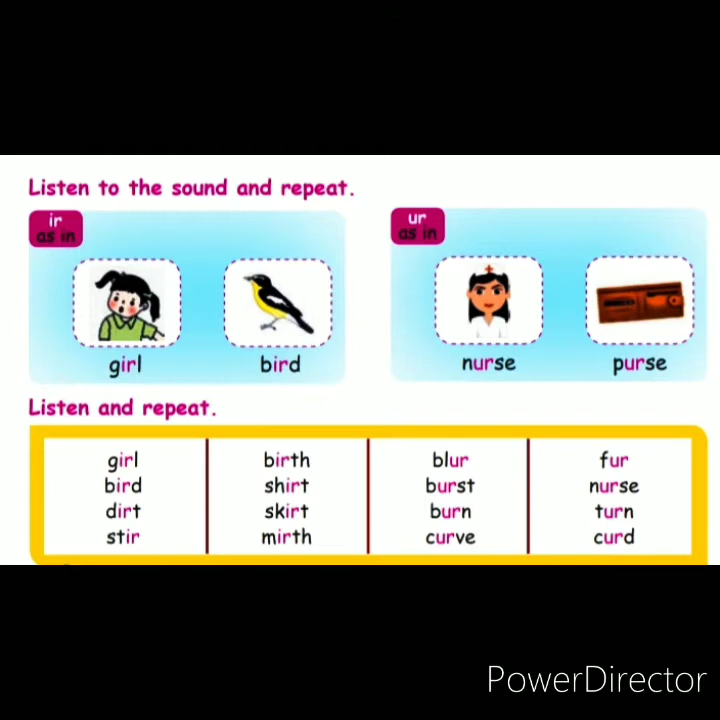 Listen to the sound and repeat.
ir
as in
girl
bird
ur
as in
nurse
purse
Listen and repeat.
girl birth blur fur
bird shirt burst nurse
dirt skirt burn turn
stir mirth curve curd
PowerDirector